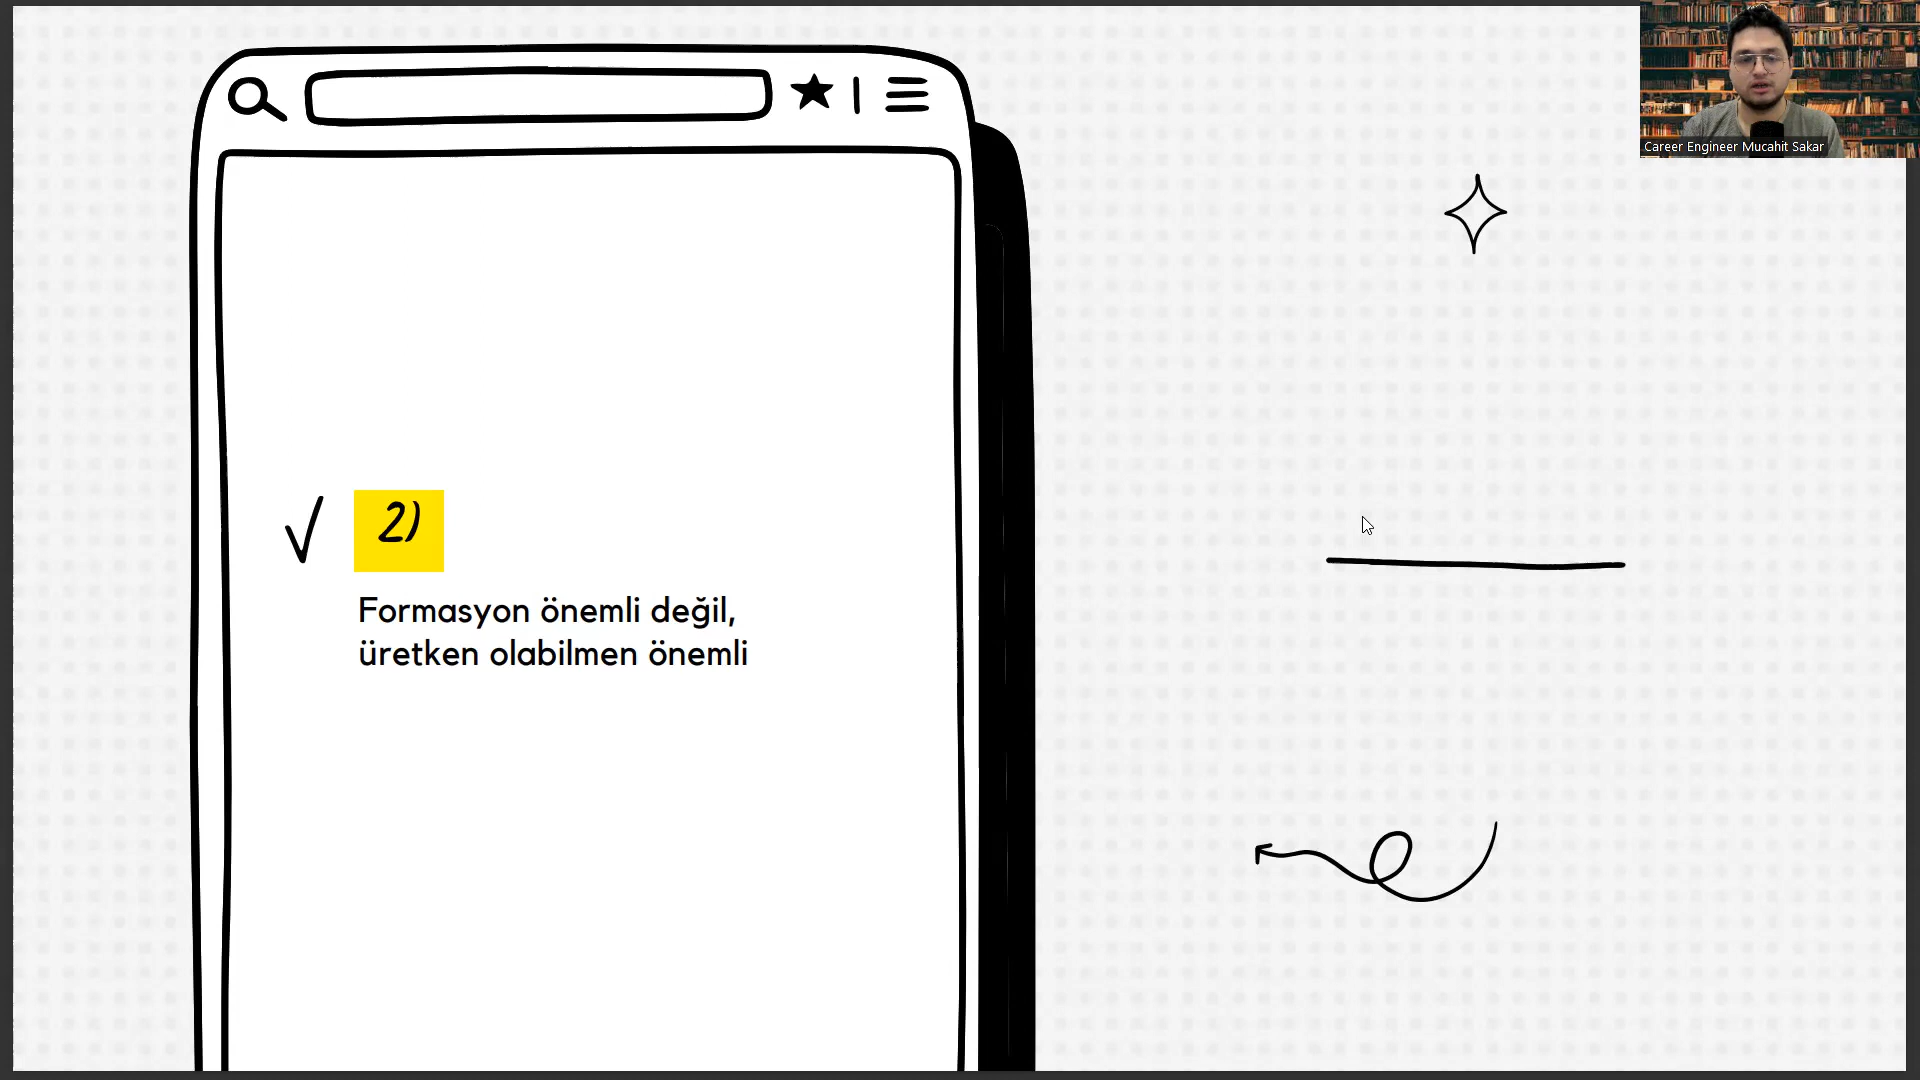 Career Engineer Mucahit Sakar
2)
Formasyon önemli değil,
üretken olabilmen önemli